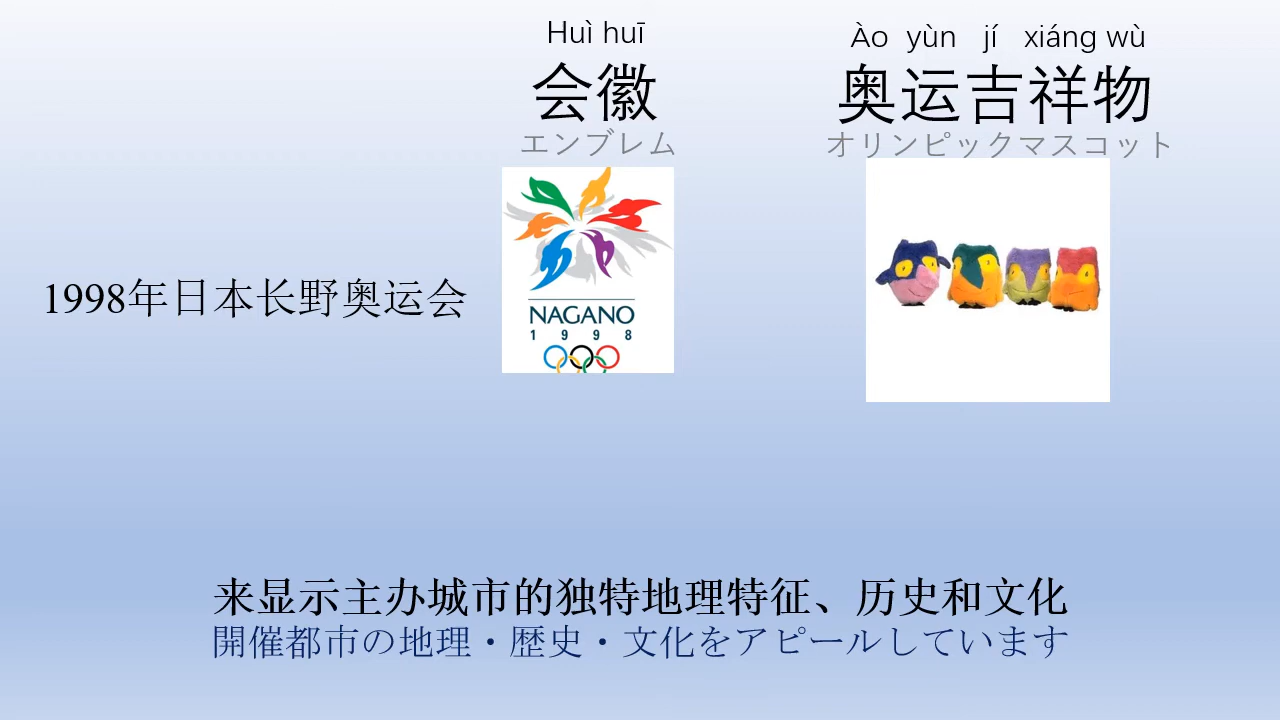 Huì huī
会徽
エンブレム
Ào yùn jí xiáng wù
奥运吉祥物
オリンピックマスコット
1998年日本长野奥运会
NAGANO
1 9 9 8
来显示主办城市的独特地理特征、历史和文化
開催都市の地理・歴史・文化をアピールしています